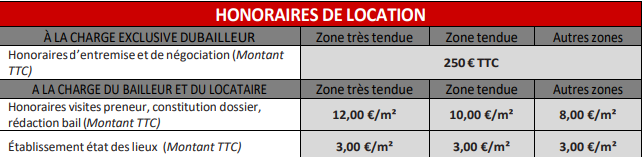 HONORAIRES DE LOCATION
À LA CHARGE EXCLUSIVE DUBAILLEUR Zone très tendue Zone tendue Autres zones
Honoraires d'entremise et de négociation (Montant
TTC)
250 € TTC
A LA CHARGE DU BAILLEUR ET DU LOCATAIRE Zone très tendue Zone tendue Autres zones
Honoraires visites preneur, constitution dossier,
rédaction bail (Montant TTC)
12,00 €/m² 10,00 €/m² 8,00 €/m²
Établissement état des lieux (Montant TTC) 3,00 €/m² 3,00 €/m² 3,00 €/m²